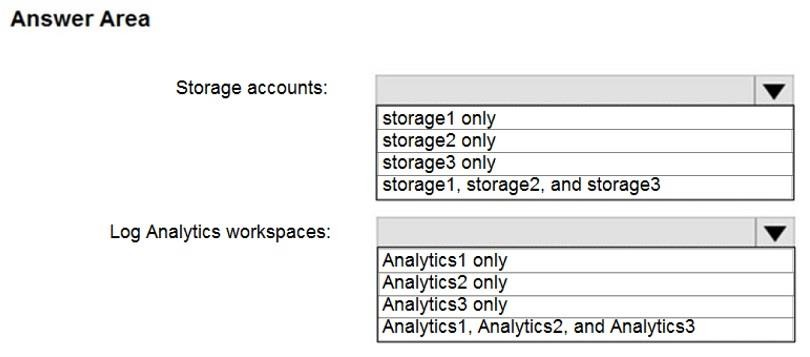 Answer Area
Storage accounts:
storage1 only
storage2 only
storage3 only
storage1, storage2, and storage3
Log Analytics workspaces:
Analytics1 only
Analytics2 only
Analytics3 only
Analytics1, Analytics2, and Analytics3